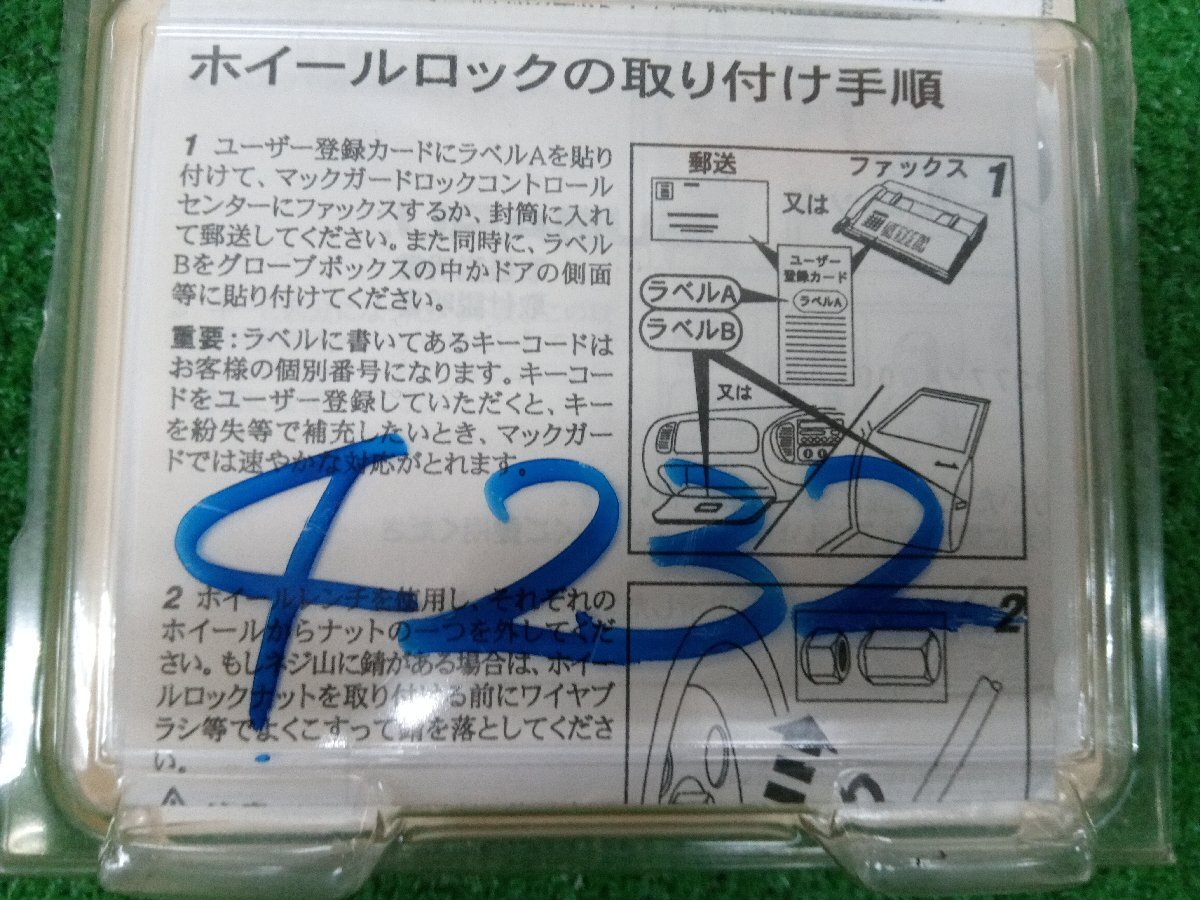 ホイールロックの取り付け手順
1 ユーザー登録カードにラベルAを貼り
付けて、マックガードロックコントロール
センターにファックスするか、封筒に入れ
て郵送してください。また同時に、ラベル
Bをグローブボックスの中かドアの側面
等に貼り付けてください。
重要：ラベルに書いてあるキーコードは
お客様の個別番号になります。キーコー
ドをユーザー登録していただくと、キー
を紛失等で補充したいとき、マックガー
ドでは速やかな対応がとれます。
郵送
ファックス
1
又は
ユーザー
登録カード
ラベルA
ラベルA
ラベルB
又は
4232
2 ホイールレンチを使用し、それぞれの
ホイールからナットの一つを外してくだ
さい。もしネジ山に錆がある場合は、ホイー
ルロックナットを取り付ける前にワイヤブ
ラシ等でよくこすって錆を落としてくださ
い。
2